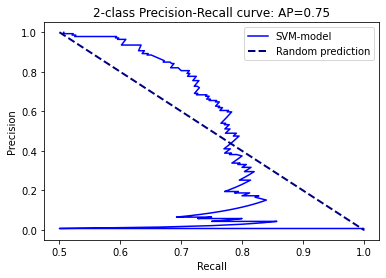 2-class Precision-Recall curve: AP=0.75
SVM-model
Random prediction
Precision
1.0
0.8
0.6
0.4
0.2
0.0
0.5 0.6 0.7 0.8 0.9 1.0
Recall